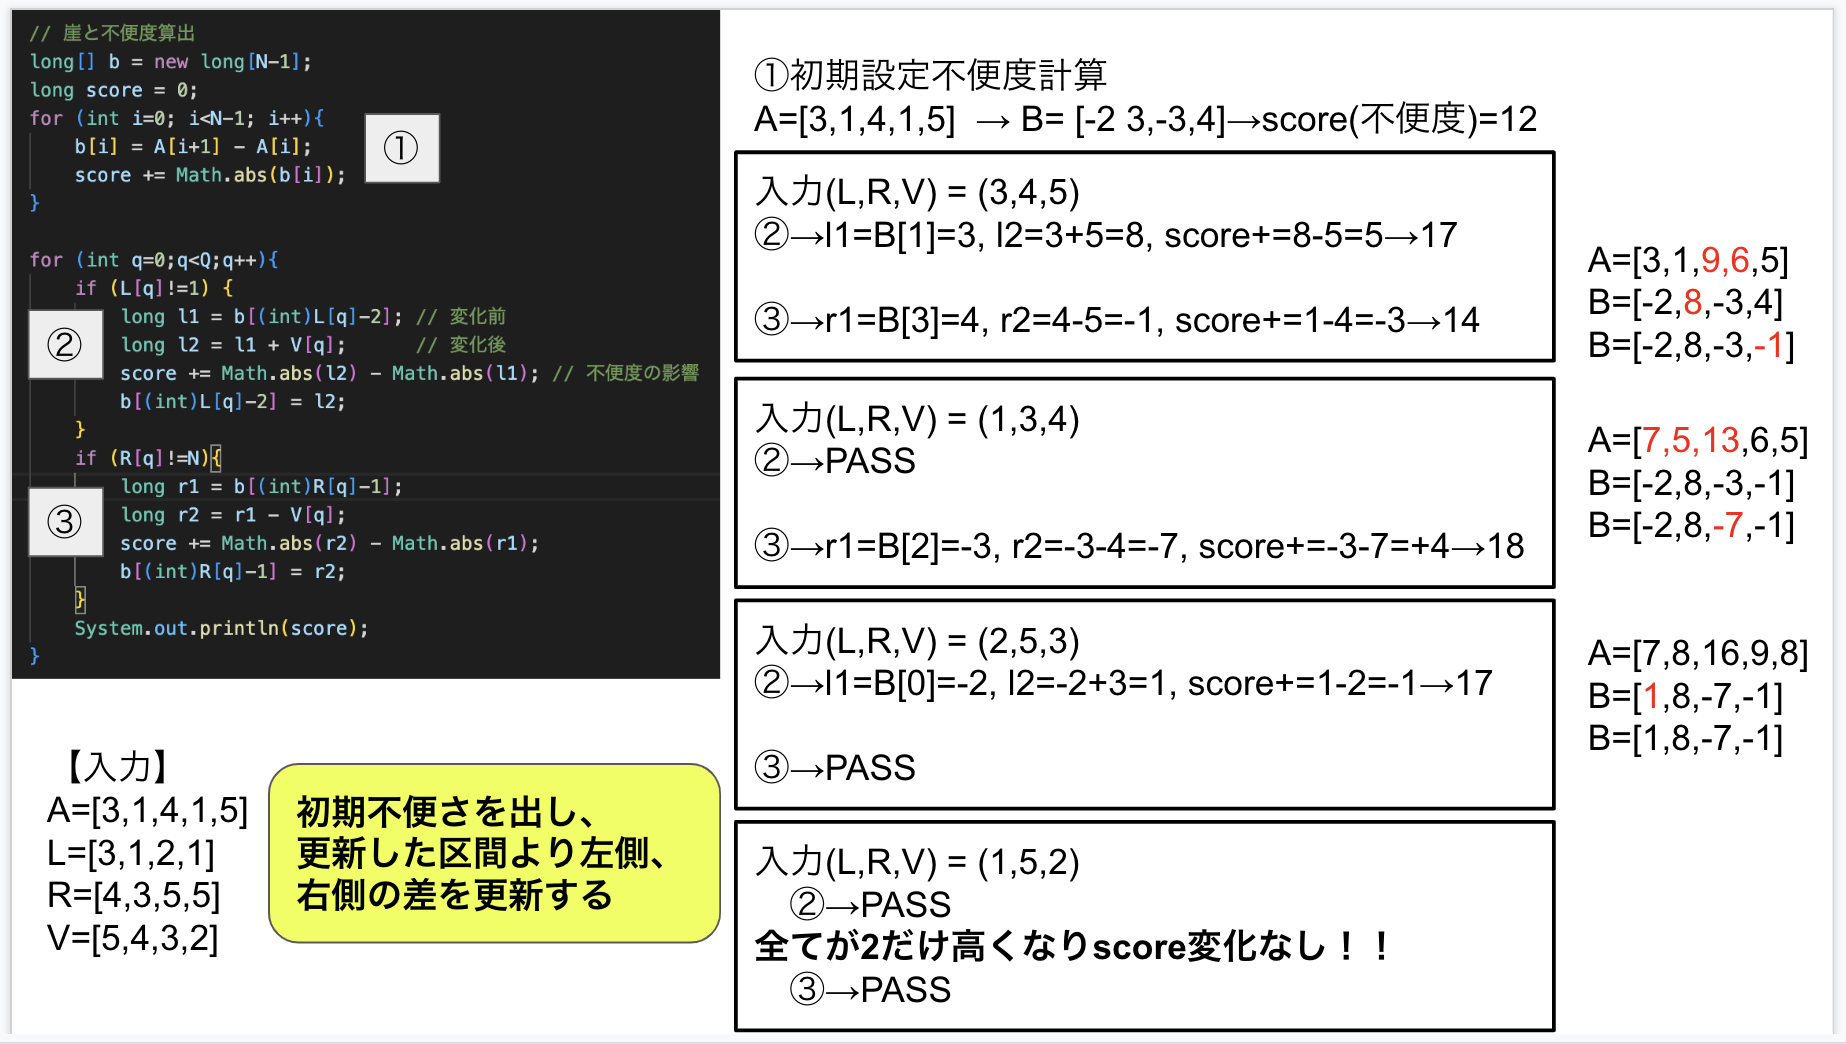 // 崖と不便度算出
long[] b = new long[N-1];
long score = 0;
for (int i=0; i<N-1; i++){
b[i] = A[i+1] - A[i];
score += Math.abs(b[i]);
}
①
for (int q=0;q<Q;q++){
if (L[q]!=1) {
long l1 = b[(int)L[q]-2]; // 変化前
long l2 = l1 + V[q]; // 変化後
score += Math.abs(l2) - Math.abs(l1); // 不便度の影響
b[(int)L[q]-2] = l2;
}
②
if (R[q]!=N){
long r1 = b[(int)R[q]-1];
long r2 = r1 - V[q];
score += Math.abs(r2) - Math.abs(r1);
b[(int)R[q]-1] = r2;
}
③
System.out.println(score);
}
【入力】
A=[3,1,4,1,5]
L=[3,1,2,1]
R=[4,3,5,5]
V=[5,4,3,2]
初期不便さを出し、
更新した区間より左側、
右側の差を更新する
①初期設定不便度計算
A=[3,1,4,1,5] → B= [-2 3,-3,4]→score(不便度)=12
入力(L,R,V) = (3,4,5)
②→l1=B[1]=3, l2=3+5=8, score+=8-5=5→17
③→r1=B[3]=4, r2=4-5=-1, score+=1-4=-3→14
A=[3,1,9,6,5]
B=[-2,8,-3,4]
B=[-2,8,-3,-1]
入力(L,R,V) = (1,3,4)
②→PASS
③→r1=B[2]=-3, r2=-3-4=-7, score+=-3-7=+4→18
A=[7,5,13,6,5]
B=[-2,8,-3,-1]
B=[-2,8,-7,-1]
入力(L,R,V) = (2,5,3)
②→l1=B[0]=-2, l2=-2+3=1, score+=1-2=-1→17
③→PASS
A=[7,8,16,9,8]
B=[1,8,-7,-1]
B=[1,8,-7,-1]
入力(L,R,V) = (1,5,2)
②→PASS
全てが2だけ高くなりscore変化なし！！
③→PASS